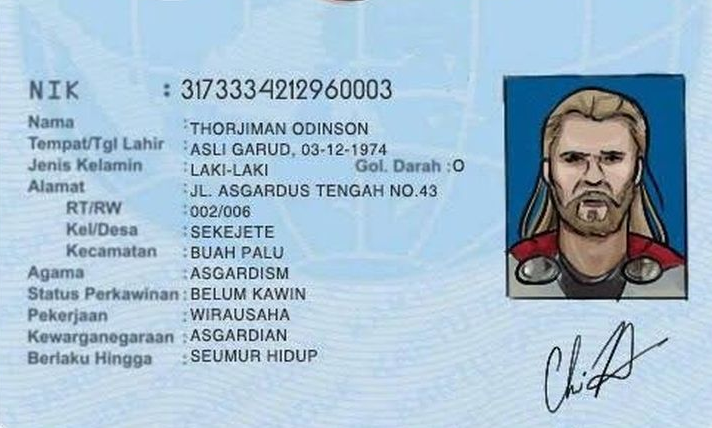 NIK : 3173334212960003
Nama : THORJIMAN ODINSON
Tempat/Tgl Lahir : ASLI GARUD, 03-12-1974
Jenis Kelamin : LAKI-LAKI Gol. Darah :O
Alamat : JL. ASGARDUS TENGAH NO.43
RT/RW : 002/006
Kel/Desa : SEKEJETE
Kecamatan : BUAH PALU
Agama : ASGARDISM
Status Perkawinan : BELUM KAWIN
Pekerjaan : WIRAUSAHA
Kewarganegaraan : ASGARDIAN
Berlaku Hingga : SEUMUR HIDUP